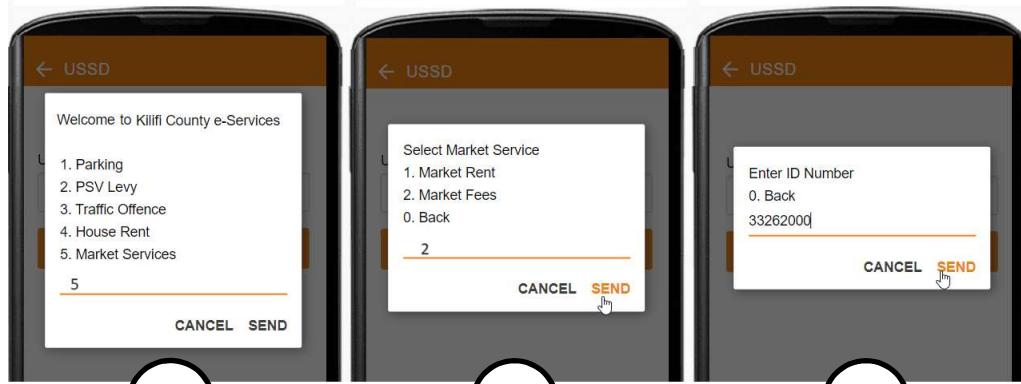 USSD
Welcome to Kilifi County e-Services
1. Parking
2. PSV Levy
3. Traffic Offence
4. House Rent
5. Market Services
5
CANCEL SEND
USSD
Select Market Service
1. Market Rent
2. Market Fees
0. Back
2
CANCEL SEND
USSD
Enter ID Number
0. Back
33262000
CANCEL SEND